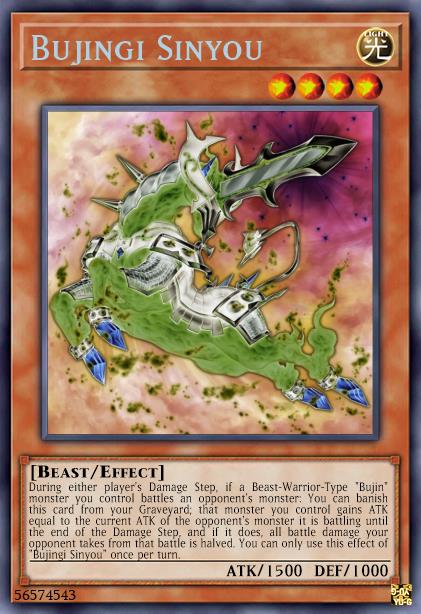 Bujingi Sinyou
LIGHT
光
[Beast/Effect]
During either player's Damage Step, if a Beast-Warrior-Type "Bujin"
monster you control battles an opponent's monster: You can banish
this card from your Graveyard; that monster you control gains ATK
equal to the current ATK of the opponent's monster it is battling until
the end of the Damage Step, and if it does, all battle damage your
opponent takes from that battle is halved. You can only use this effect of
"Bujingi Sinyou" once per turn.
ATK/1500 DEF/1000
56574543